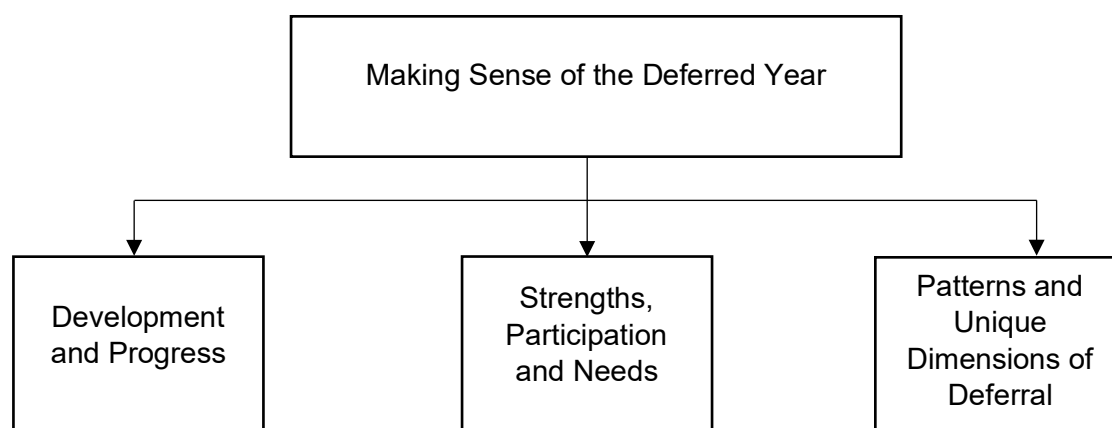 Making Sense of the Deferred Year
Development
and Progress
Strengths,
Participation
and Needs
Patterns and
Unique
Dimensions of
Deferral